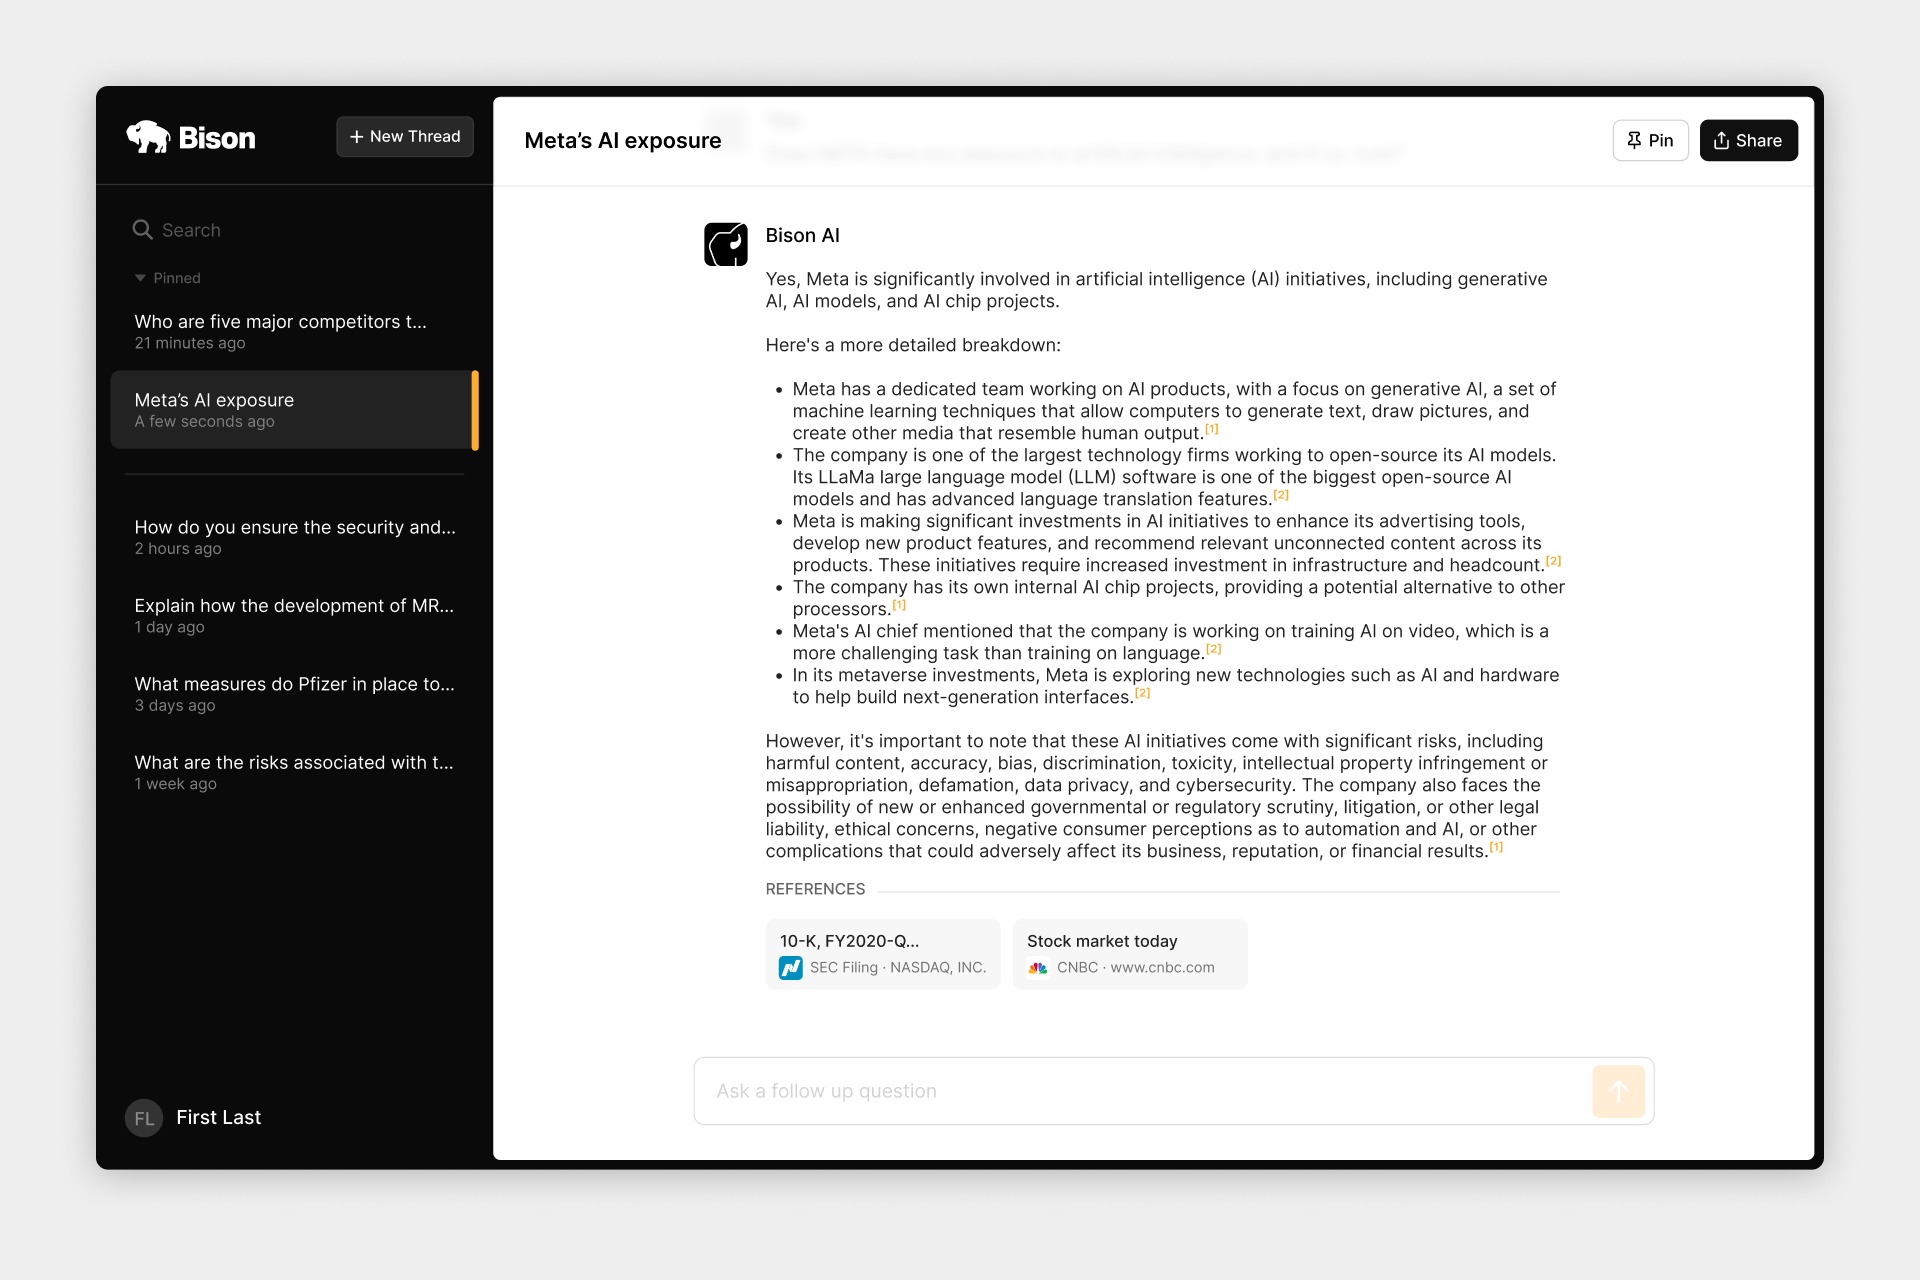 Bison
+ New Thread
Search
Pinned
Who are five major competitors t...
21 minutes ago
Meta’s AI exposure
A few seconds ago
How do you ensure the security and...
2 hours ago
Explain how the development of MR...
1 day ago
What measures do Pfizer in place to...
3 days ago
What are the risks associated with t...
1 week ago
FL
First Last
Meta’s AI exposure
Pin
Share
Bison AI
Yes, Meta is significantly involved in artificial intelligence (AI) initiatives, including generative
AI, AI models, and AI chip projects.
Here's a more detailed breakdown:
• Meta has a dedicated team working on AI products, with a focus on generative AI, a set of
machine learning techniques that allow computers to generate text, draw pictures, and
create other media that resemble human output.[1]
• The company is one of the largest technology firms working to open-source its AI models.
Its LLaMa large language model (LLM) software is one of the biggest open-source AI
models and has advanced language translation features.[2]
• Meta is making significant investments in AI initiatives to enhance its advertising tools,
develop new product features, and recommend relevant unconnected content across its
products. These initiatives require increased investment in infrastructure and headcount.[2]
• The company has its own internal AI chip projects, providing a potential alternative to other
processors.[1]
• Meta's AI chief mentioned that the company is working on training AI on video, which is a
more challenging task than training on language.[2]
• In its metaverse investments, Meta is exploring new technologies such as AI and hardware
to help build next-generation interfaces.[2]
However, it's important to note that these AI initiatives come with significant risks, including
harmful content, accuracy, bias, discrimination, toxicity, intellectual property infringement or
misappropriation, defamation, data privacy, and cybersecurity. The company also faces the
possibility of new or enhanced governmental or regulatory scrutiny, litigation, or other legal
liability, ethical concerns, negative consumer perceptions as to automation and AI, or other
complications that could adversely affect its business, reputation, or financial results.[1]
REFERENCES
10-K, FY2020-Q...
SEC Filing · NASDAQ, INC.
Stock market today
CNBC · www.cnbc.com
Ask a follow up question